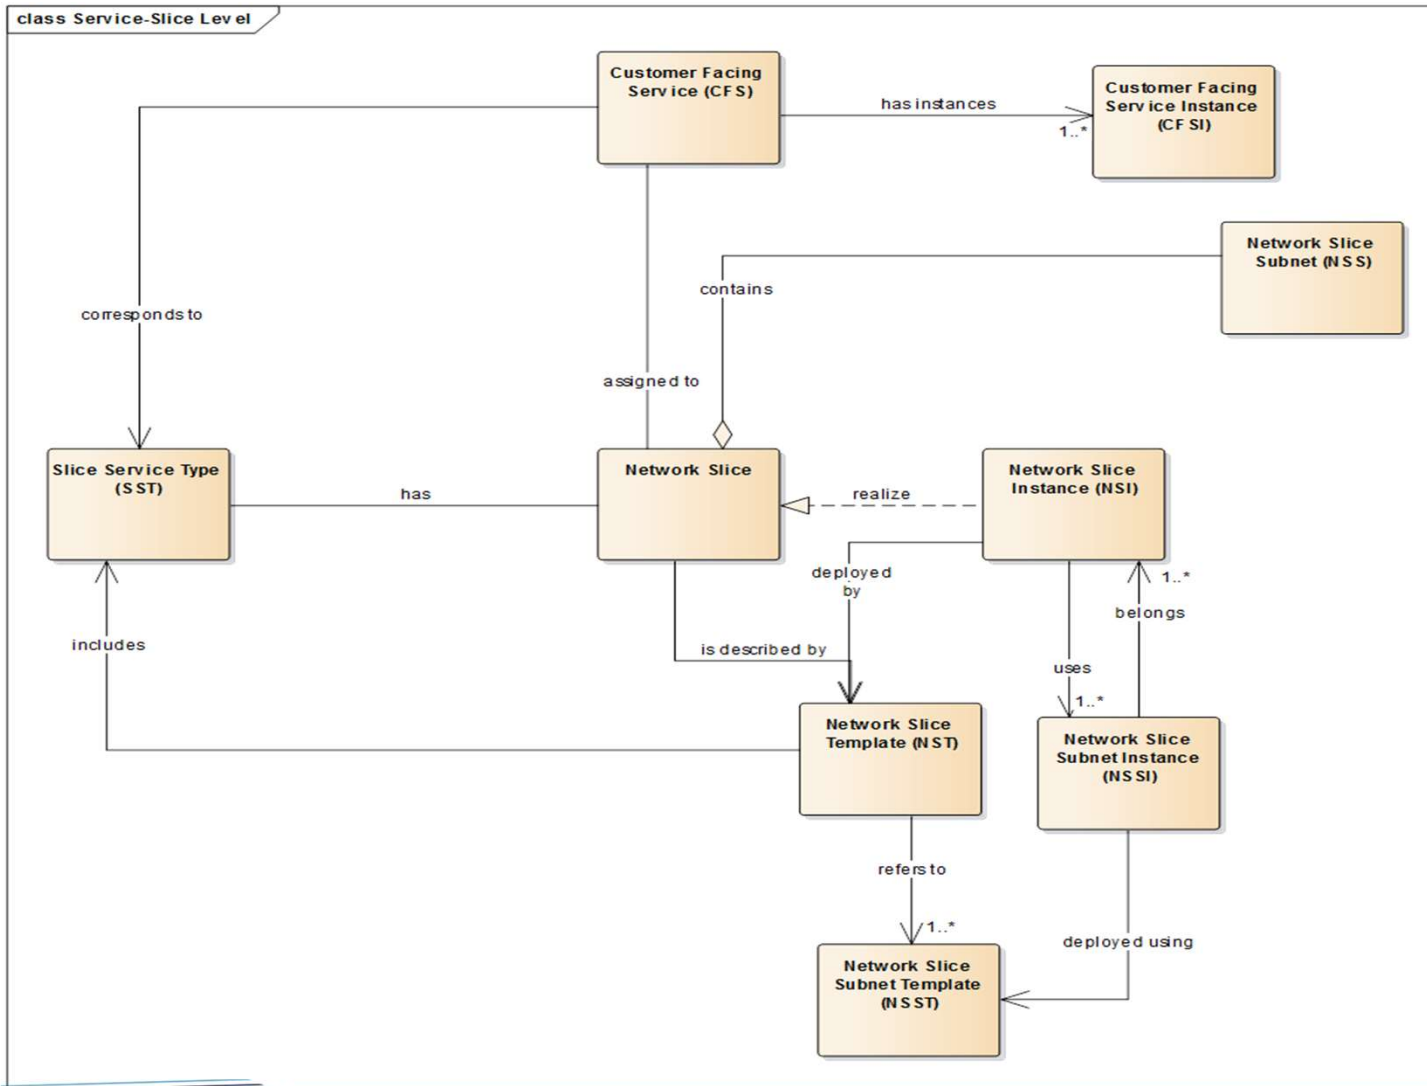 class Service-Slice Level
Customer Facing
Service (CFS)
has instances
1..*
Customer Facing
Service Instance
(CFSI)
Network Slice
Subnet (NSS)
contains
corresponds to
assigned to
Slice Service Type
(SST)
has
Network Slice
realize
Network Slice
Instance (NSI)
deployed
by
1..*
belongs
includes
is described by
uses
1..*
Network Slice
Template (NST)
Network Slice
Subnet Instance
(NSSI)
refers to
1..*
deployed using
Network Slice
Subnet Template
(NSST)